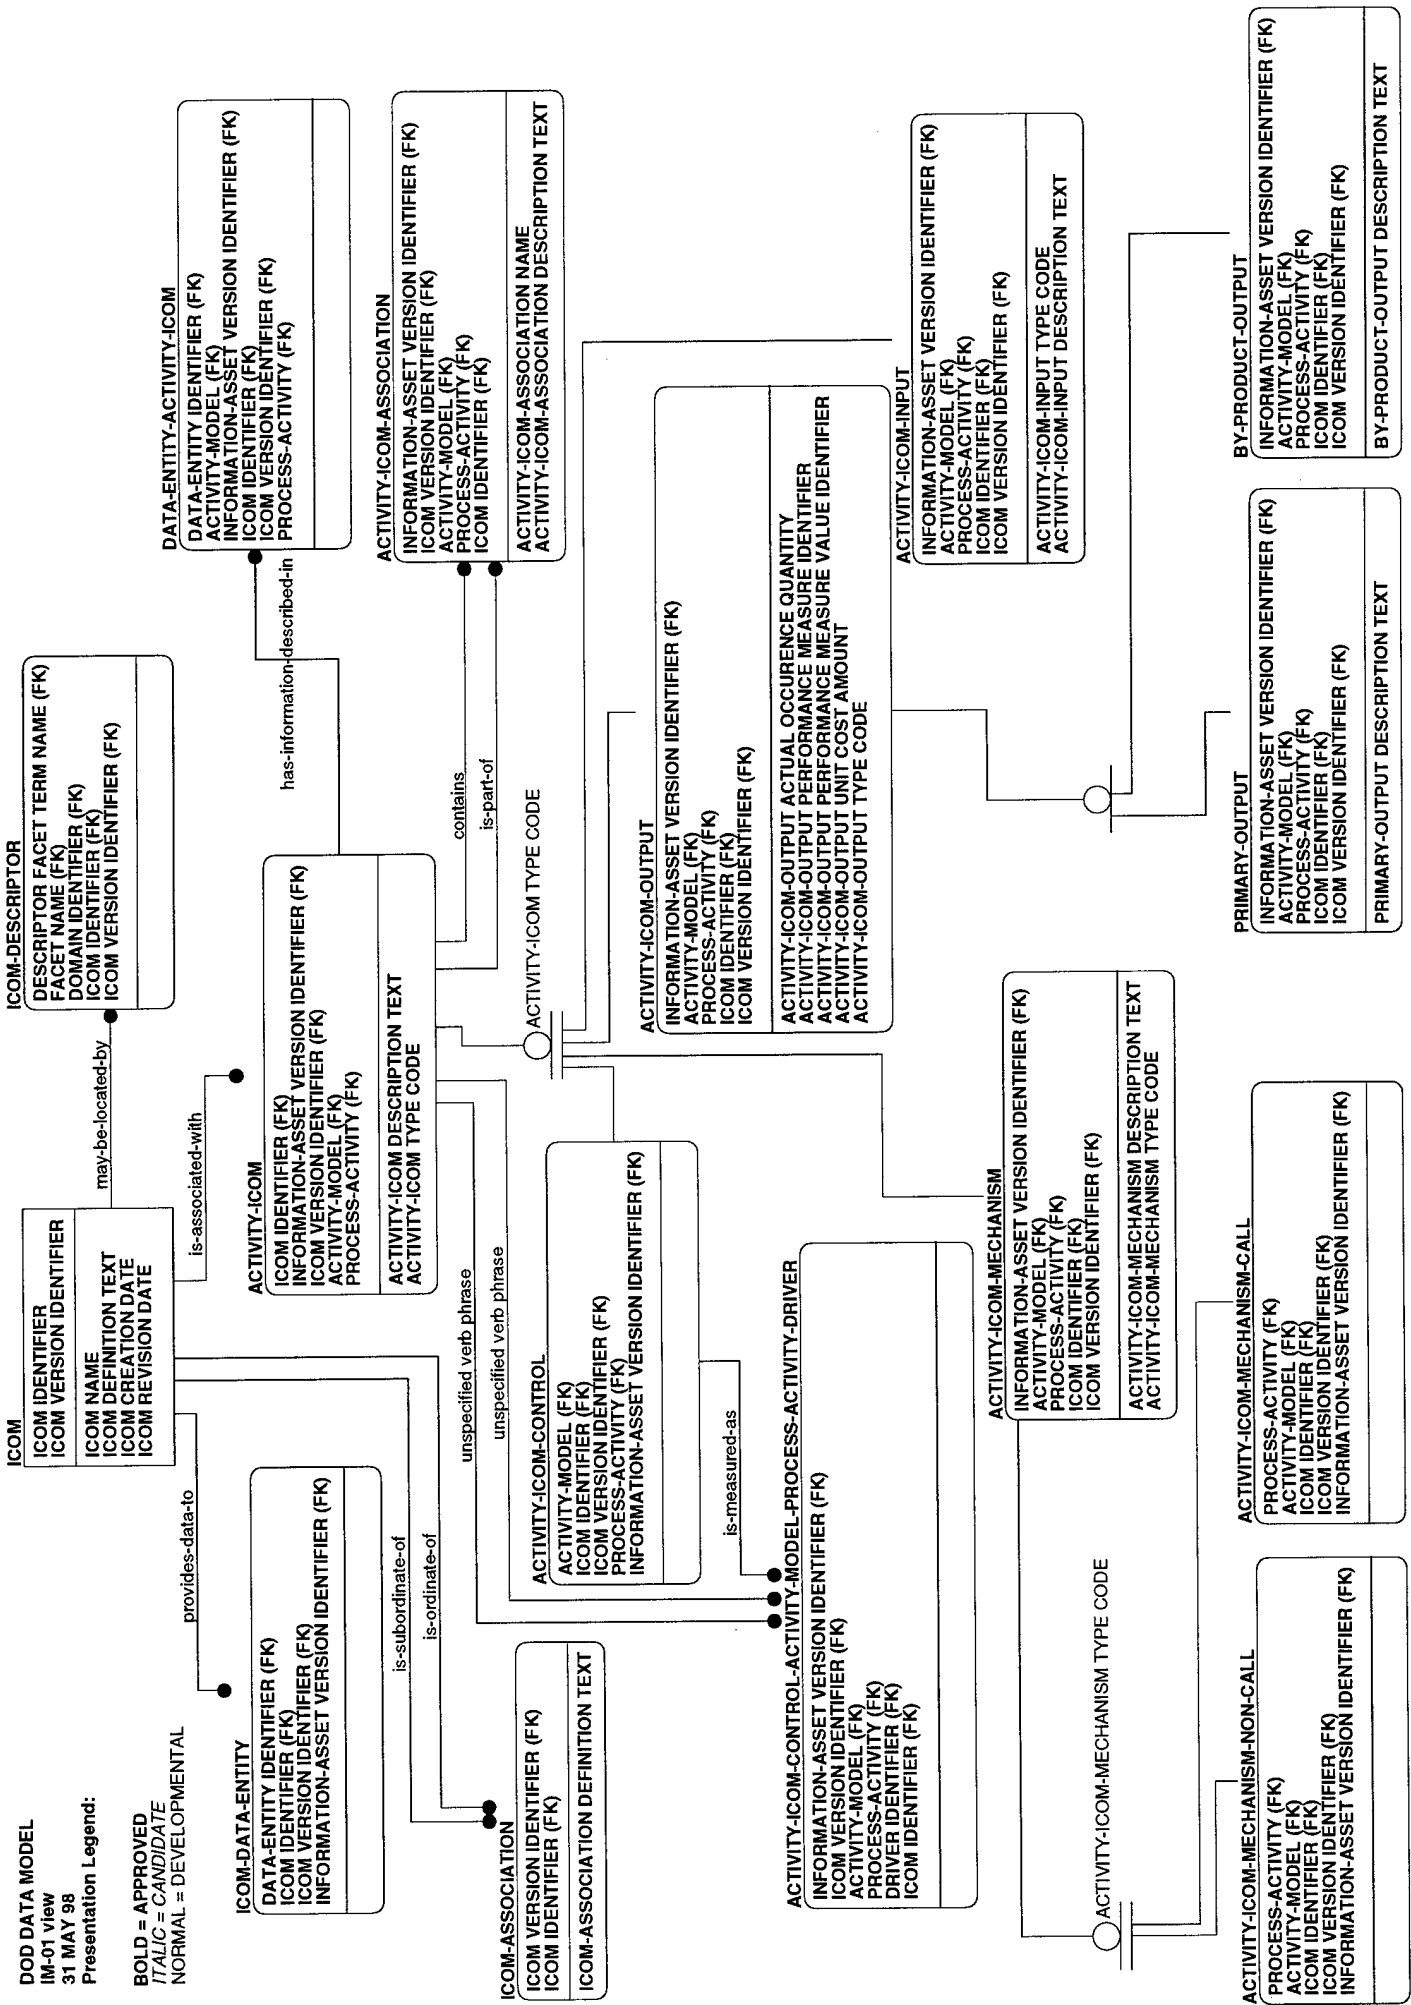 DOD DATA MODEL
IM-01 view
31 MAY 98
Presentation Legend:
BOLD = APPROVED
ITALIC = CANDIDATE
NORMAL = DEVELOPMENTAL
ICOM
ICOM IDENTIFIER
ICOM VERSION IDENTIFIER
ICOM NAME
ICOM DEFINITION TEXT
ICOM CREATION DATE
ICOM REVISION DATE
provides-data-to
is-associated-with
may-be-located-by
ICOM-DESCRIPTOR
DESCRIPTOR FACET TERM NAME (FK)
FACET NAME (FK)
DOMAIN IDENTIFIER (FK)
ICOM IDENTIFIER (FK)
ICOM VERSION IDENTIFIER (FK)
ICOM-DATA-ENTITY
DATA-ENTITY IDENTIFIER (FK)
ICOM IDENTIFIER (FK)
ICOM VERSION IDENTIFIER (FK)
INFORMATION-ASSET VERSION IDENTIFIER (FK)
is-subordinate-of
is-ordinate-of
ACTIVITY-ICOM
ICOM IDENTIFIER (FK)
INFORMATION-ASSET VERSION IDENTIFIER (FK)
ICOM VERSION IDENTIFIER (FK)
ACTIVITY-MODEL (FK)
PROCESS-ACTIVITY (FK)
ACTIVITY-ICOM DESCRIPTION TEXT
ACTIVITY-ICOM TYPE CODE
has-information-described-in
DATA-ENTITY-ACTIVITY-ICOM
DATA-ENTITY IDENTIFIER (FK)
ACTIVITY-MODEL (FK)
INFORMATION-ASSET VERSION IDENTIFIER (FK)
ICOM IDENTIFIER (FK)
ICOM VERSION IDENTIFIER (FK)
PROCESS-ACTIVITY (FK)
contains
is-part-of
ACTIVITY-ICOM-ASSOCIATION
INFORMATION-ASSET VERSION IDENTIFIER (FK)
ICOM VERSION IDENTIFIER (FK)
ACTIVITY-MODEL (FK)
PROCESS-ACTIVITY (FK)
ICOM IDENTIFIER (FK)
ACTIVITY-ICOM-ASSOCIATION NAME
ACTIVITY-ICOM-ASSOCIATION DESCRIPTION TEXT
ICOM-ASSOCIATION
ICOM VERSION IDENTIFIER (FK)
ICOM IDENTIFIER (FK)
ICOM-ASSOCIATION DEFINITION TEXT
unspecified verb phrase
unspecified verb phrase
ACTIVITY-ICOM TYPE CODE
ACTIVITY-ICOM-CONTROL
ACTIVITY-MODEL (FK)
ICOM IDENTIFIER (FK)
ICOM VERSION IDENTIFIER (FK)
PROCESS-ACTIVITY (FK)
INFORMATION-ASSET VERSION IDENTIFIER (FK)
is-measured-as
ACTIVITY-ICOM-OUTPUT
INFORMATION-ASSET VERSION IDENTIFIER (FK)
ACTIVITY-MODEL (FK)
PROCESS-ACTIVITY (FK)
ICOM IDENTIFIER (FK)
ICOM VERSION IDENTIFIER (FK)
ACTIVITY-ICOM-OUTPUT ACTUAL OCCURENCE QUANTITY
ACTIVITY-ICOM-OUTPUT PERFORMANCE MEASURE IDENTIFIER
ACTIVITY-ICOM-OUTPUT PERFORMANCE MEASURE VALUE IDENTIFIER
ACTIVITY-ICOM-OUTPUT UNIT COST AMOUNT
ACTIVITY-ICOM-OUTPUT TYPE CODE
ACTIVITY-ICOM-INPUT
INFORMATION-ASSET VERSION IDENTIFIER (FK)
ACTIVITY-MODEL (FK)
PROCESS-ACTIVITY (FK)
ICOM IDENTIFIER (FK)
ICOM VERSION IDENTIFIER (FK)
ACTIVITY-ICOM-INPUT TYPE CODE
ACTIVITY-ICOM-INPUT DESCRIPTION TEXT
ACTIVITY-ICOM-CONTROL-ACTIVITY-MODEL-PROCESS-ACTIVITY-DRIVER
INFORMATION-ASSET VERSION IDENTIFIER (FK)
ICOM VERSION IDENTIFIER (FK)
ACTIVITY-MODEL (FK)
PROCESS-ACTIVITY (FK)
DRIVER IDENTIFIER (FK)
ICOM IDENTIFIER (FK)
ACTIVITY-ICOM-MECHANISM
INFORMATION-ASSET VERSION IDENTIFIER (FK)
ACTIVITY-MODEL (FK)
PROCESS-ACTIVITY (FK)
ICOM IDENTIFIER (FK)
ICOM VERSION IDENTIFIER (FK)
ACTIVITY-ICOM-MECHANISM DESCRIPTION TEXT
ACTIVITY-ICOM-MECHANISM TYPE CODE
ACTIVITY-ICOM-MECHANISM TYPE CODE
ACTIVITY-ICOM-MECHANISM-NON-CALL
PROCESS-ACTIVITY (FK)
ACTIVITY-MODEL (FK)
ICOM IDENTIFIER (FK)
ICOM VERSION IDENTIFIER (FK)
INFORMATION-ASSET VERSION IDENTIFIER (FK)
ACTIVITY-ICOM-MECHANISM-CALL
PROCESS-ACTIVITY (FK)
ACTIVITY-MODEL (FK)
ICOM IDENTIFIER (FK)
ICOM VERSION IDENTIFIER (FK)
INFORMATION-ASSET VERSION IDENTIFIER (FK)
PRIMARY-OUTPUT
INFORMATION-ASSET VERSION IDENTIFIER (FK)
ACTIVITY-MODEL (FK)
PROCESS-ACTIVITY (FK)
ICOM IDENTIFIER (FK)
ICOM VERSION IDENTIFIER (FK)
PRIMARY-OUTPUT DESCRIPTION TEXT
BY-PRODUCT-OUTPUT
INFORMATION-ASSET VERSION IDENTIFIER (FK)
ACTIVITY-MODEL (FK)
PROCESS-ACTIVITY (FK)
ICOM IDENTIFIER (FK)
ICOM VERSION IDENTIFIER (FK)
BY-PRODUCT-OUTPUT DESCRIPTION TEXT